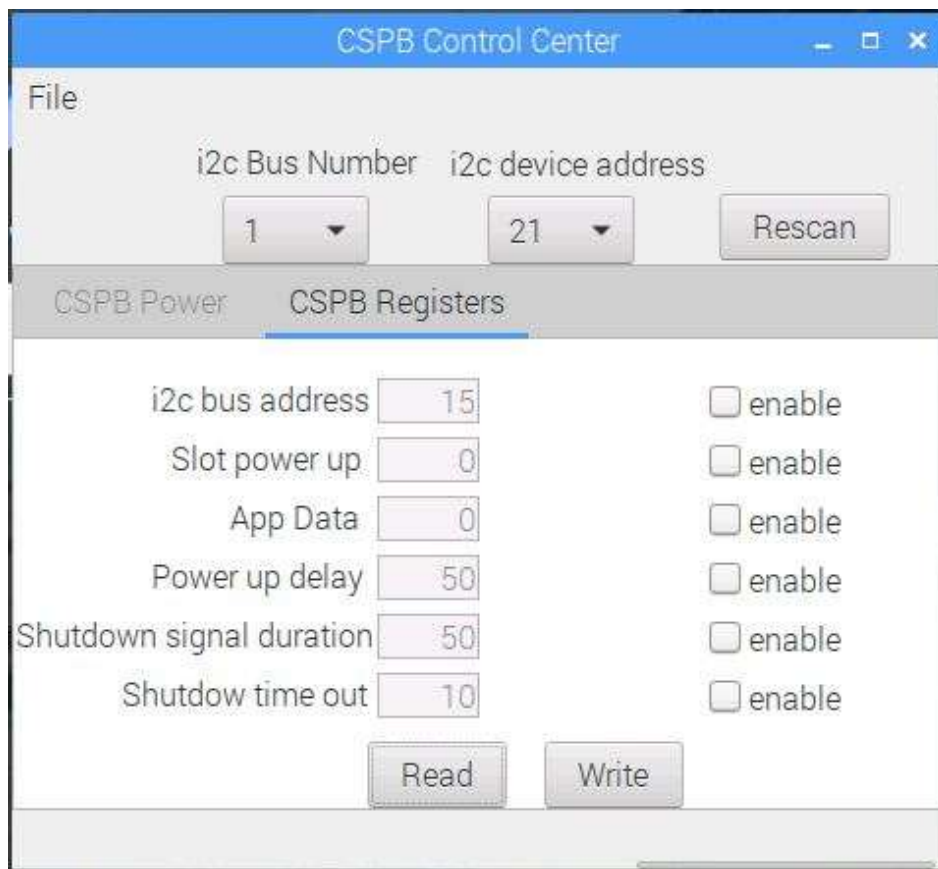 CSPB Control Center
File
i2c Bus Number i2c device address
1 21 Rescan
CSPB Power CSPB Registers
i2c bus address 15 enable
Slot power up 0 enable
App Data 0 enable
Power up delay 50 enable
Shutdown signal duration 50 enable
Shutdow time out 10 enable
Read Write